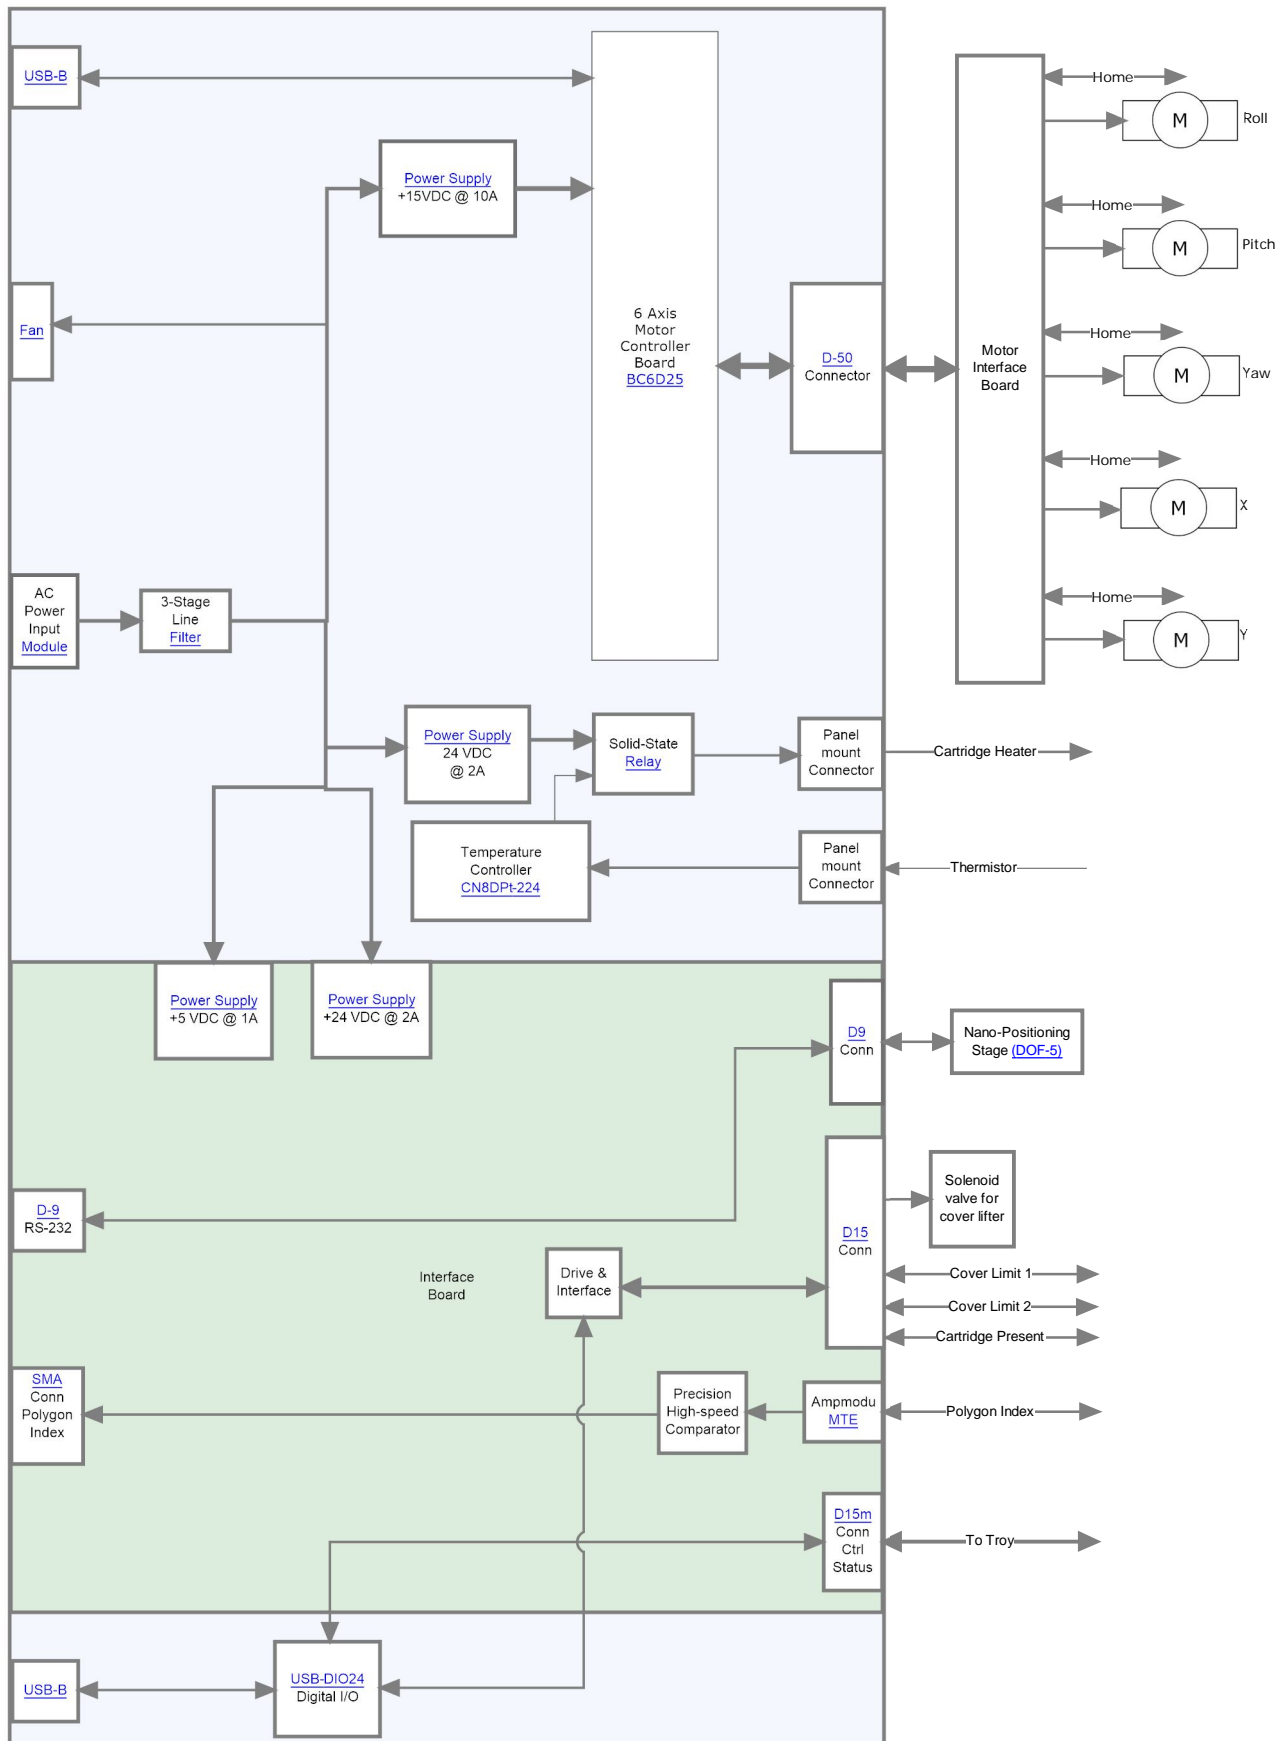 USB-B
Home
Roll
M
Power Supply
+15VDC @ 10A
Home
Pitch
M
Fan
6 Axis
Motor
Controller
Board
BC6D25
D-50
Connector
Motor
Interface
Board
Home
Yaw
M
Home
X
M
AC
Power
Input
Module
3-Stage
Line
Filter
Home
Y
M
Power Supply
24 VDC
@ 2A
Solid-State
Relay
Panel
mount
Connector
Cartridge Heater
Temperature
Controller
CN8DPt-224
Panel
mount
Connector
Thermistor
Power Supply
+5 VDC @ 1A
Power Supply
+24 VDC @ 2A
D9
Conn
Nano-Positioning
Stage (DOF-5)
D-9
RS-232
D15
Conn
Solenoid
valve for
cover lifter
Interface
Board
Drive &
Interface
Cover Limit 1
Cover Limit 2
Cartridge Present
SMA
Conn
Polygon
Index
Precision
High-speed
Comparator
Ampmodu
MTE
Polygon Index
D15m
Conn
Ctrl
Status
To Troy
USB-B
USB-DIO24
Digital I/O